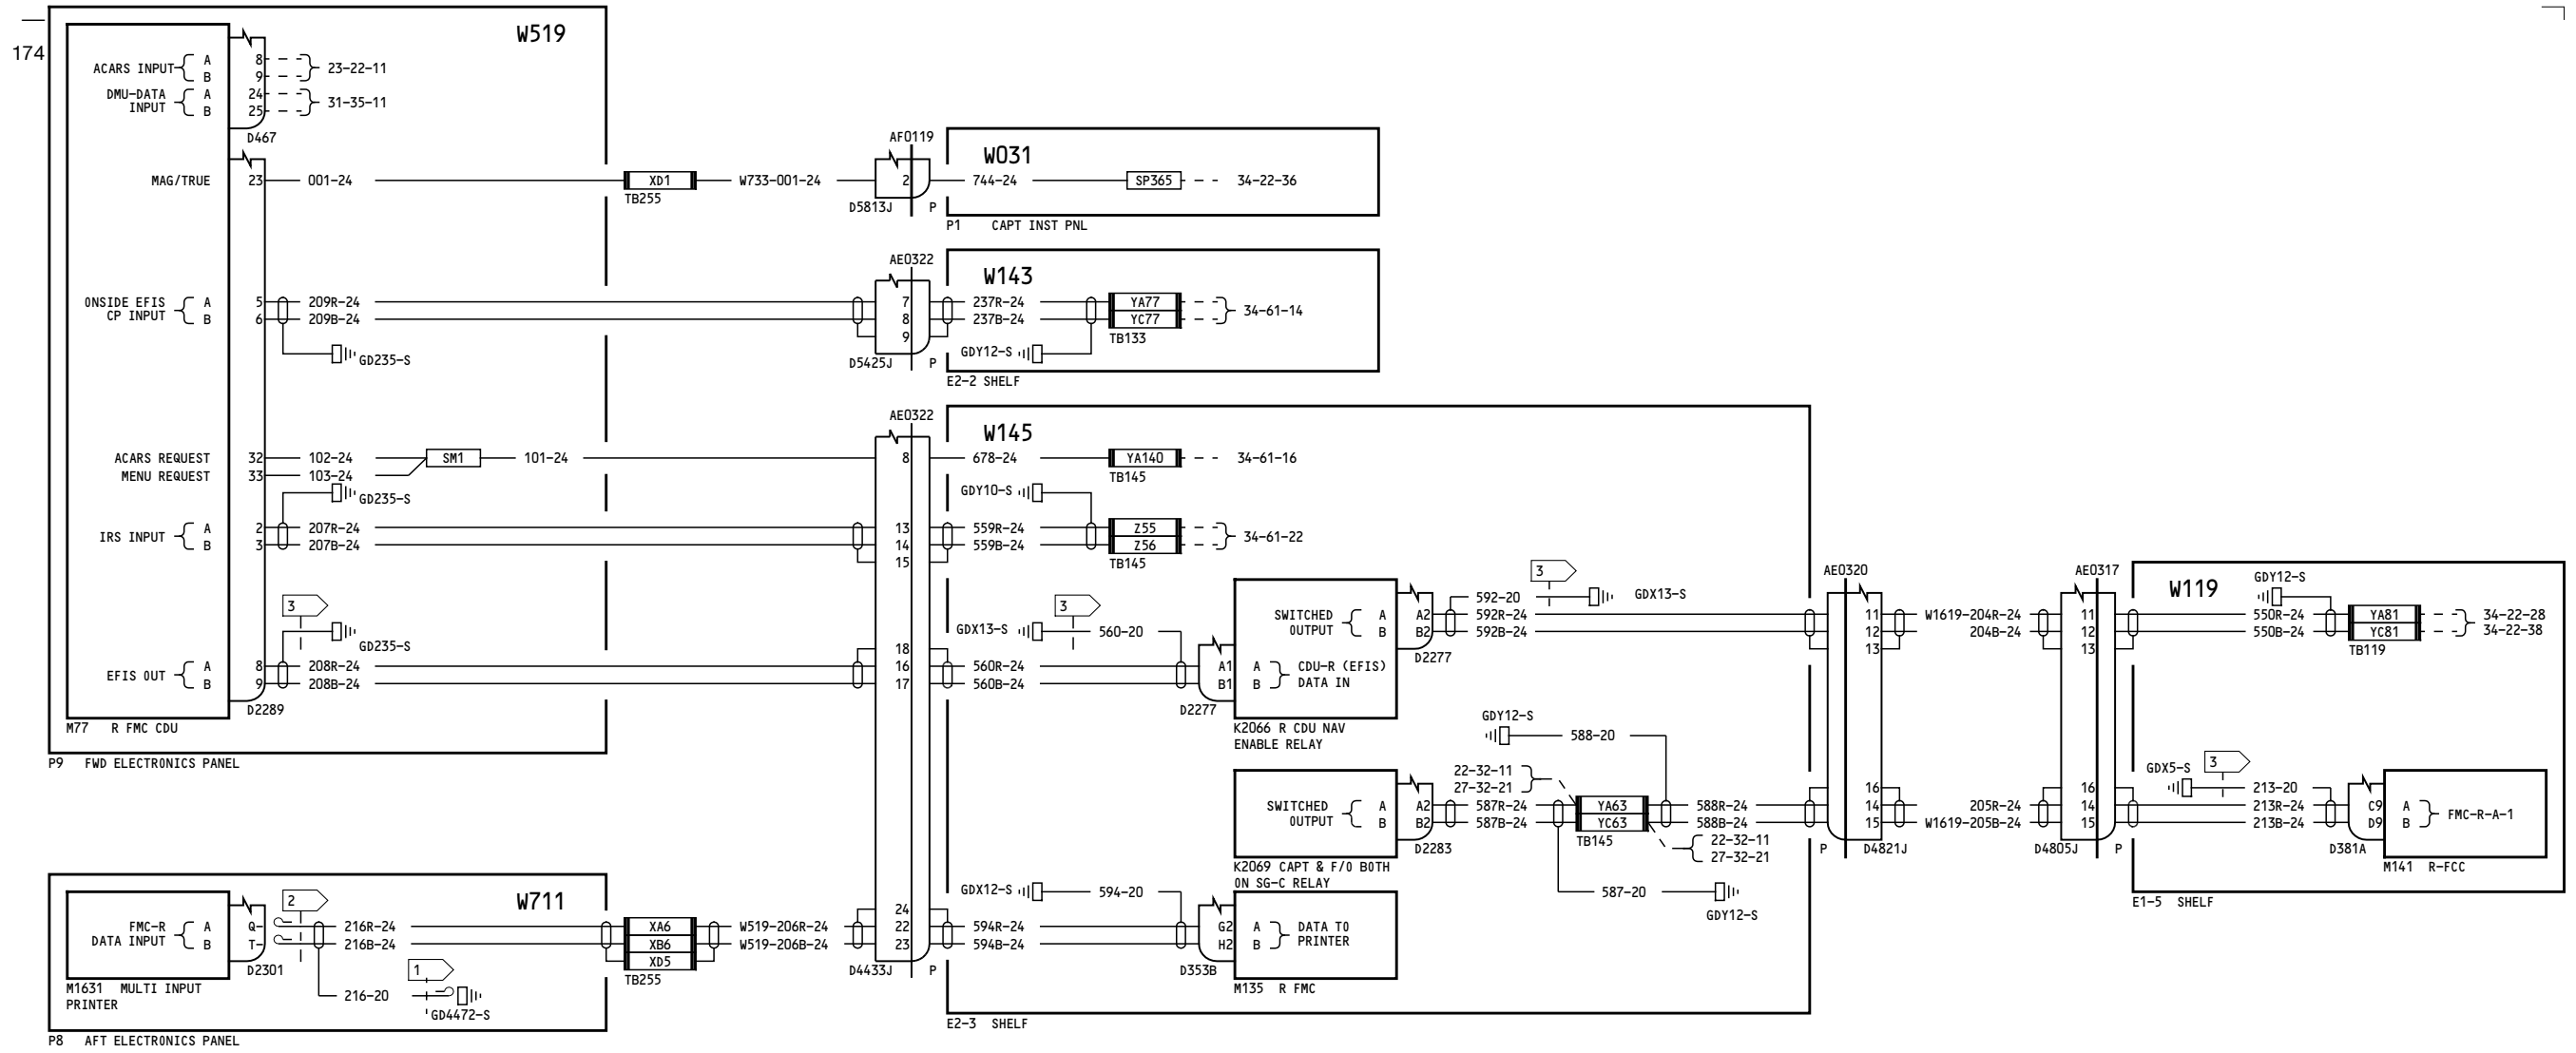 174
W519
ACARS INPUT A 8 23-22-11
B 9
DMU-DATA A 24 31-35-11
INPUT B 25
D467
MAG/TRUE 23 001-24 XD1 W733-001-24
TB255
AF0119
2
D5813J P
W031
744-24 SP365 34-22-36
P1 CAPT INST PNL
ONSIDE EFIS A 5 209R-24
CP INPUT B 6 209B-24
GD235-S
AE0322
7
8
9
D5425J P
W143
237R-24 YA77 34-61-14
237B-24 YC77
TB133
GDY12-S
E2-2 SHELF
ACARS REQUEST 32 102-24 SM1 101-24
MENU REQUEST 33 103-24
GD235-S
IRS INPUT A 2 207R-24
B 3 207B-24
3
GD235-S
EFIS OUT A 8 208R-24
B 9 208B-24
D2289
M77 R FMC CDU
P9 FWD ELECTRONICS PANEL
AE0322
8
13
14
15
18
16
17
24
22
23
D4433J P
W145
678-24 YA140 34-61-16
TB145
GDY10-S
559R-24 Z55 34-61-22
559B-24 Z56
TB145
3
GDX13-S 560-20
560R-24 A1 A CDU-R (EFIS)
560B-24 B1 B DATA IN
D2277
SWITCHED A A2
OUTPUT B B2
D2277
K2066 R CDU NAV
ENABLE RELAY
3
592-20 GDX13-S
592R-24
592B-24
GDY12-S
588-20
22-32-11
27-32-21
SWITCHED A A2 587R-24 YA63 588R-24
OUTPUT B B2 587B-24 YC63 588B-24
D2283
TB145
22-32-11
27-32-21
K2069 CAPT & F/O BOTH
ON SG-C RELAY
587-20
GDY12-S
GDX12-S 594-20
594R-24 G2 A DATA TO
594B-24 H2 B PRINTER
D353B
M135 R FMC
E2-3 SHELF
AE0320
11 W1619-204R-24
12 204B-24
13
16
14 205R-24
15 W1619-205B-24
P D4821J
AE0317
11
12
13
16
14
15
D4805J P
W119
GDY12-S
550R-24 YA81 34-22-28
550B-24 YC81 34-22-38
TB119
GDX5-S 3
213-20
213R-24 C9 A FMC-R-A-1
213B-24 D9 B
D381A
M141 R-FCC
E1-5 SHELF
W711
2
FMC-R A Q 216R-24 XA6 W519-206R-24
DATA INPUT B T 216B-24 XB6 W519-206B-24
XD5
D2301
TB255
1
216-20
GD4472-S
M1631 MULTI INPUT
PRINTER
P8 AFT ELECTRONICS PANEL